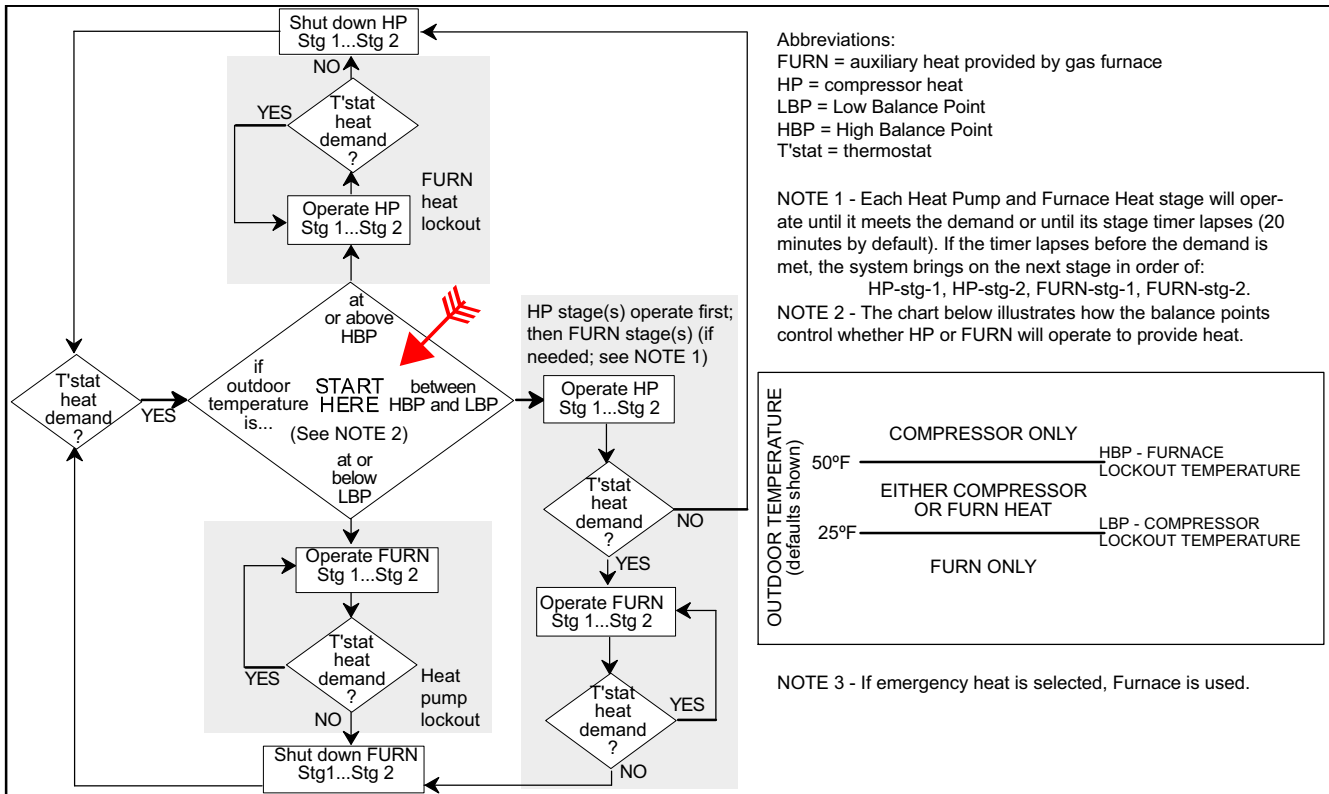 Shut down HP
Stg 1...Stg 2
NO
YES
T'stat
heat
demand
?
FURN
heat
lockout
Operate HP
Stg 1...Stg 2
at
or above
HBP
T'stat
heat
demand
?
YES
if
outdoor
temperature
is...
START
HERE
(See NOTE 2)
between
HBP and LBP
at or
below
LBP
Operate FURN
Stg 1...Stg 2
YES
T'stat
heat
demand
?
NO
Heat
pump
lockout
Shut down FURN
Stg1...Stg 2
HP stage(s) operate first;
then FURN stage(s) (if
needed; see NOTE 1)
Operate HP
Stg 1...Stg 2
T'stat
heat
demand
?
NO
YES
Operate FURN
Stg 1...Stg 2
T'stat
heat
demand
?
YES
NO
Abbreviations:
FURN = auxiliary heat provided by gas furnace
HP = compressor heat
LBP = Low Balance Point
HBP = High Balance Point
T'stat = thermostat
NOTE 1 - Each Heat Pump and Furnace Heat stage will oper-
ate until it meets the demand or until its stage timer lapses (20
minutes by default). If the timer lapses before the demand is
met, the system brings on the next stage in order of:
HP-stg-1, HP-stg-2, FURN-stg-1, FURN-stg-2.
NOTE 2 - The chart below illustrates how the balance points
control whether HP or FURN will operate to provide heat.
OUTDOOR TEMPERATURE
(defaults shown)
COMPRESSOR ONLY
50ºF
HBP - FURNACE
LOCKOUT TEMPERATURE
EITHER COMPRESSOR
OR FURN HEAT
25ºF
LBP - COMPRESSOR
LOCKOUT TEMPERATURE
FURN ONLY
NOTE 3 - If emergency heat is selected, Furnace is used.